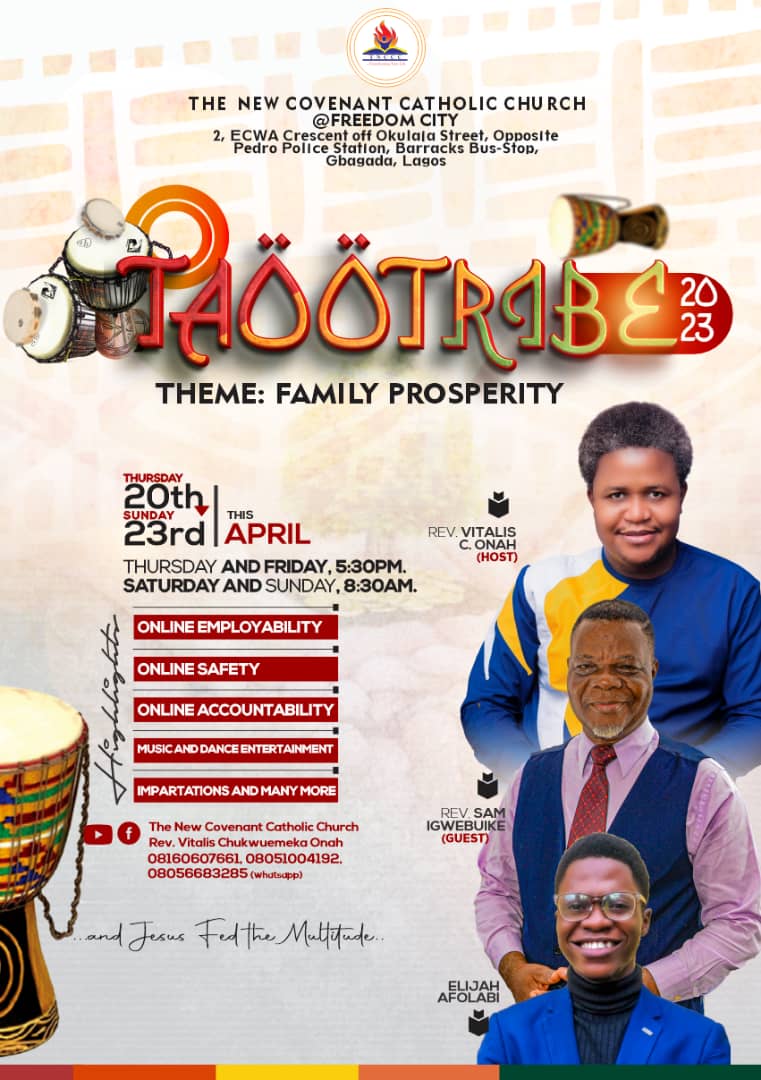 THE NEW COVENANT CATHOLIC CHURCH
@FREEDOM CITY
2, ECWA Crescent off Okulaja Street, Opposite
Pedro Police Station, Barracks Bus-Stop,
Gbagada, Lagos
TAÖÖTRIBE
20
23
THEME: FAMILY PROSPERITY
THURSDAY
20th
SUNDAY
23rd
THIS
APRIL
THURSDAY AND FRIDAY, 5:30PM.
SATURDAY AND SUNDAY, 8:30AM.
Highlights
ONLINE EMPLOYABILITY
ONLINE SAFETY
ONLINE ACCOUNTABILITY
MUSIC AND DANCE ENTERTAINMENT
IMPARTATIONS AND MANY MORE
The New Covenant Catholic Church
Rev. Vitalis Chukwuemeka Onah
08160607661, 08051004192,
08056683285 (whatsapp)
...and Jesus Fed the Multitude..
REV. VITALIS
C. ONAH
(HOST)
REV. SAM
IGWEBUIKE
(GUEST)
ELIJAH
AFOLABI